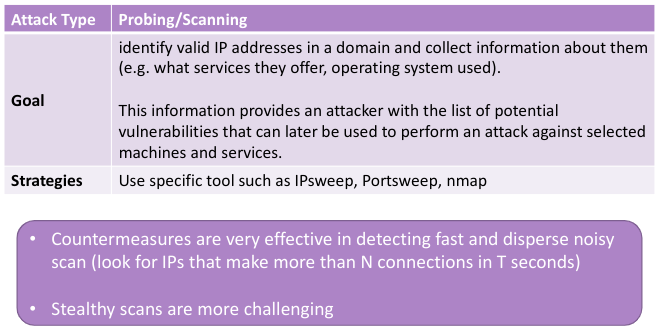 Attack Type Probing/Scanning
Goal
identify valid IP addresses in a domain and collect information about them
(e.g. what services they offer, operating system used).
This information provides an attacker with the list of potential
vulnerabilities that can later be used to perform an attack against selected
machines and services.
Strategies Use specific tool such as IPsweep, Portsweep, nmap
• Countermeasures are very effective in detecting fast and disperse noisy
scan (look for IPs that make more than N connections in T seconds)
• Stealthy scans are more challenging